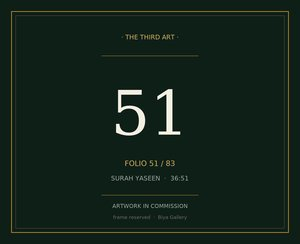 · THE THIRD ART ·
51
FOLIO 51 / 83
SURAH YASEEN · 36:51
ARTWORK IN COMMISSION
frame reserved · Biya Gallery